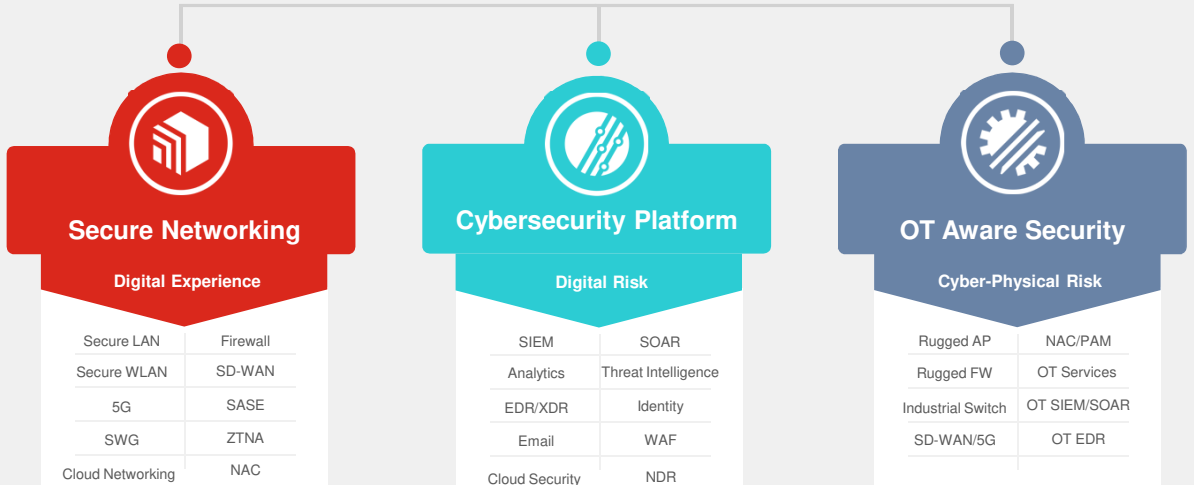 Secure Networking
Digital Experience
Secure LAN Firewall
Secure WLAN SD-WAN
5G SASE
SWG ZTNA
Cloud Networking NAC
Cybersecurity Platform
Digital Risk
SIEM SOAR
Analytics Threat Intelligence
EDR/XDR Identity
Email WAF
Cloud Security NDR
OT Aware Security
Cyber-Physical Risk
Rugged AP NAC/PAM
Rugged FW OT Services
Industrial Switch OT SIEM/SOAR
SD-WAN/5G OT EDR